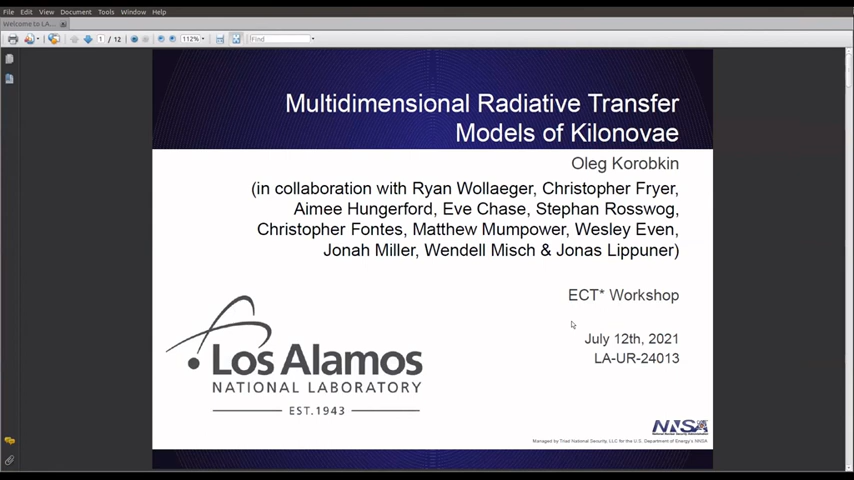 File Edit View Document Tools Window Help
Welcome to LA...
1 / 12 112% Find
Multidimensional Radiative Transfer
Models of Kilonovae
Oleg Korobkin
(in collaboration with Ryan Wollaeger, Christopher Fryer,
Aimee Hungerford, Eve Chase, Stephan Rosswog,
Christopher Fontes, Matthew Mumpower, Wesley Even,
Jonah Miller, Wendell Misch & Jonas Lippuner)
ECT* Workshop
July 12th, 2021
LA-UR-24013
Los Alamos
NATIONAL LABORATORY
EST.1943
NNSA
Managed by Triad National Security, LLC for the U.S. Department of Energy's NNSA